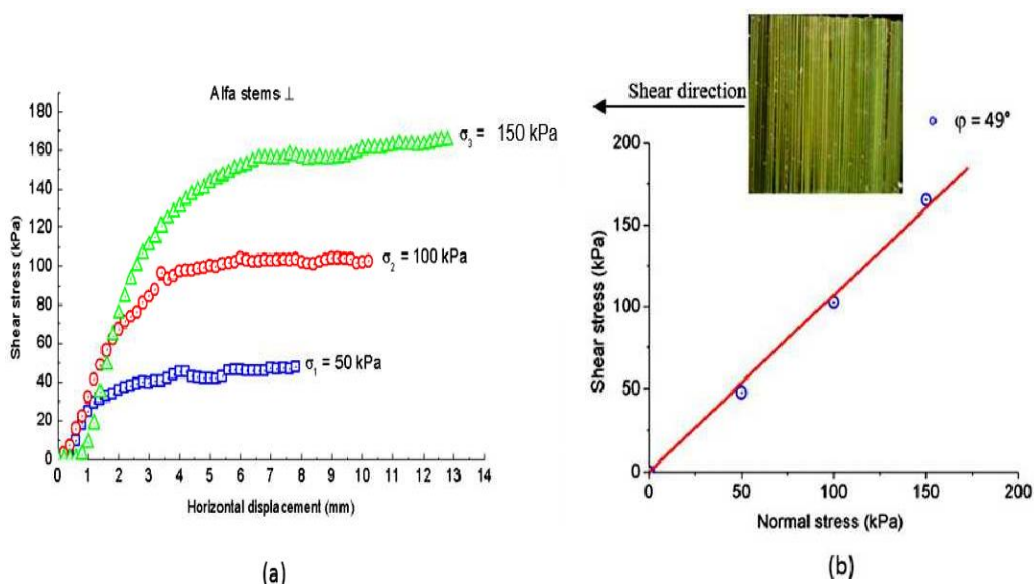 Alfa stems ⊥
180
160
140
120
100
80
60
40
20
0
Shear stress (kPa)
σ₃ = 150 kPa
σ₂ = 100 kPa
σ₁ = 50 kPa
0 1 2 3 4 5 6 7 8 9 10 11 12 13 14
Horizontal displacement (mm)
(a)
Shear direction
φ = 49°
200
150
100
50
0
Shear stress (kPa)
0 50 100 150 200
Normal stress (kPa)
(b)